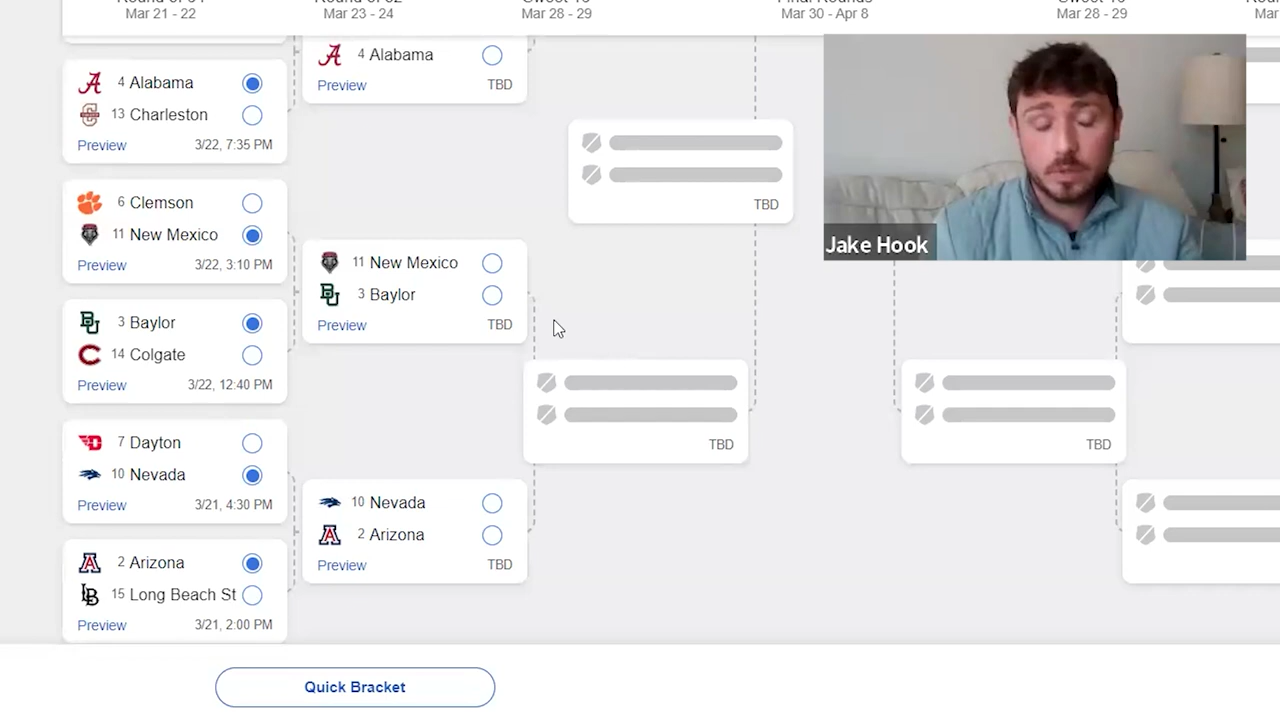 Mar 21 - 22
Mar 23 - 24
Mar 28 - 29
Final Rounds
Mar 30 - Apr 8
Mar 28 - 29
4 Alabama
13 Charleston
Preview 3/22, 7:35 PM
4 Alabama
Preview TBD
TBD
Jake Hook
6 Clemson
11 New Mexico
Preview 3/22, 3:10 PM
3 Baylor
14 Colgate
Preview 3/22, 12:40 PM
11 New Mexico
3 Baylor
Preview TBD
TBD
TBD
7 Dayton
10 Nevada
Preview 3/21, 4:30 PM
2 Arizona
15 Long Beach St
Preview 3/21, 2:00 PM
10 Nevada
2 Arizona
Preview TBD
Quick Bracket